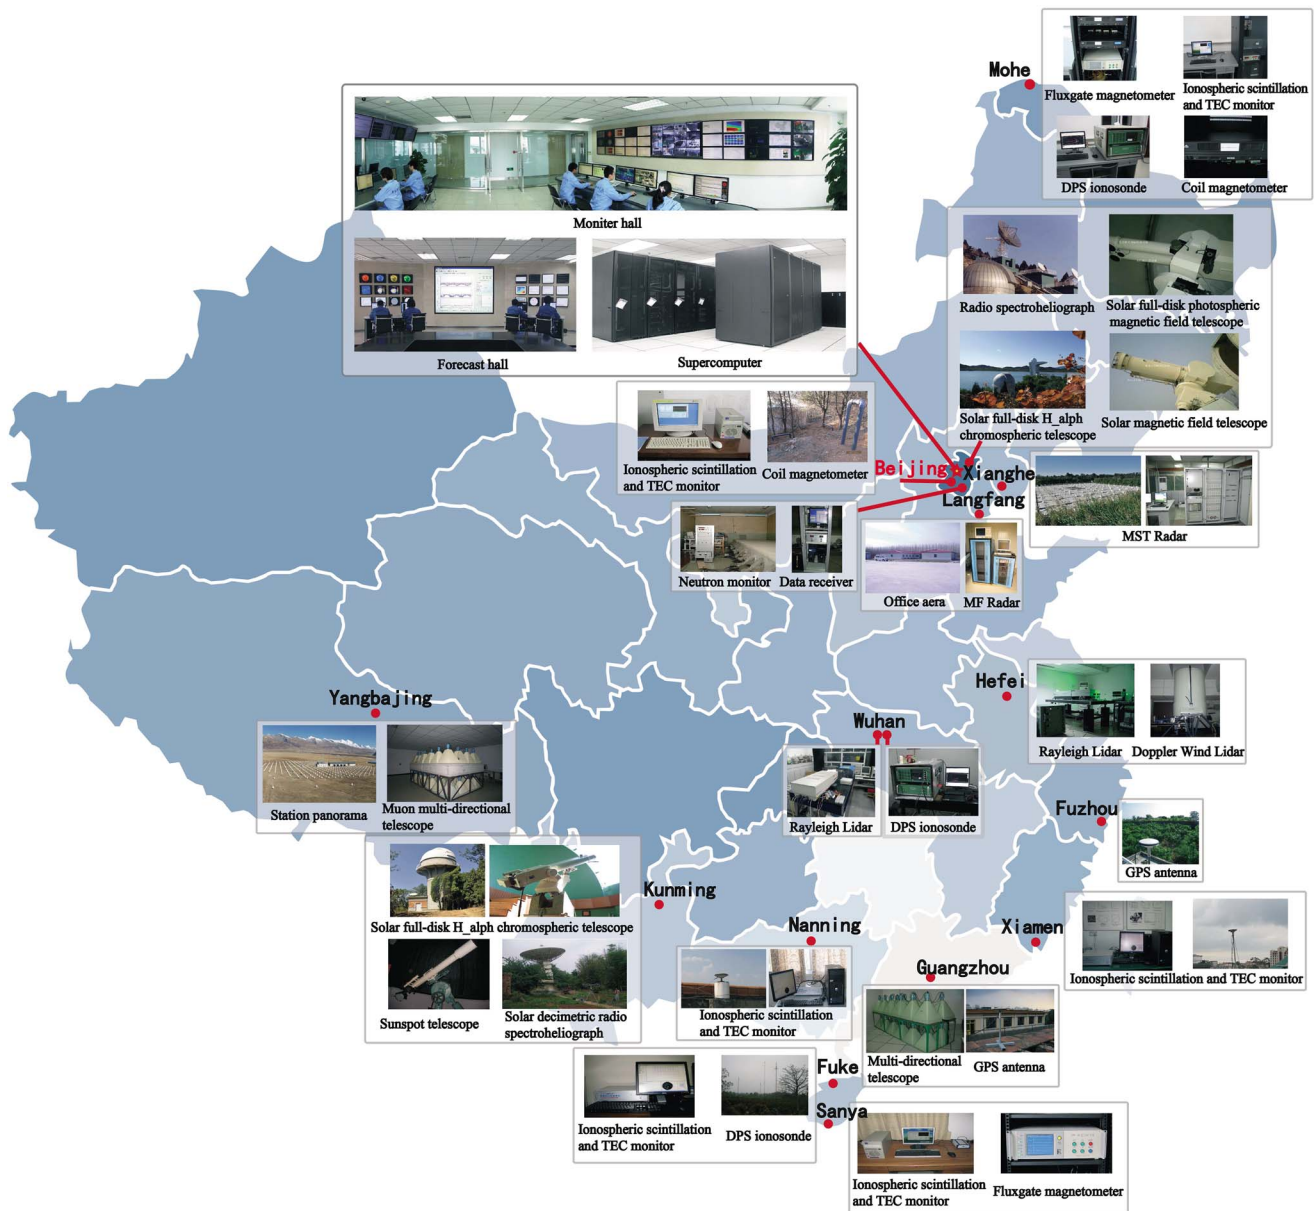 Mohe
Fluxgate magnetometer
Ionospheric scintillation
and TEC monitor
DPS ionosonde
Coil magnetometer
Moniter hall
Forecast hall
Supercomputer
Radio spectroheliograph
Solar full-disk photospheric
magnetic field telescope
Solar full-disk H_alph
chromospheric telescope
Solar magnetic field telescope
Ionospheric scintillation
and TEC monitor
Coil magnetometer
Beijing
Xianghe
Langfang
MST Radar
Neutron monitor
Data receiver
Office aera
MF Radar
Yangbajing
Station panorama
Muon multi-directional
telescope
Wuhan
Rayleigh Lidar
DPS ionosonde
Hefei
Rayleigh Lidar
Doppler Wind Lidar
Fuzhou
GPS antenna
Kunming
Solar full-disk H_alph chromospheric telescope
Sunspot telescope
Solar decimetric radio
spectroheliograph
Nanning
Ionospheric scintillation
and TEC monitor
Xiamen
Ionospheric scintillation and TEC monitor
Guangzhou
Multi-directional
telescope
GPS antenna
Fuke
Ionospheric scintillation
and TEC monitor
DPS ionosonde
Sanya
Ionospheric scintillation
and TEC monitor
Fluxgate magnetometer